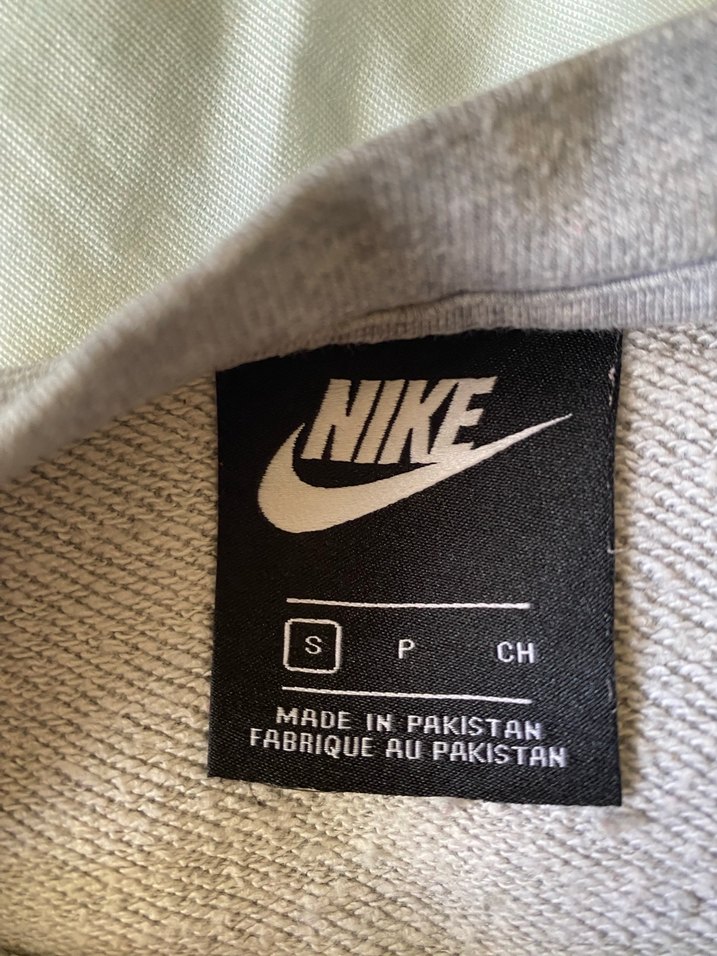 NIKE
S P CH
MADE IN PAKISTAN
FABRIQUE AU PAKISTAN